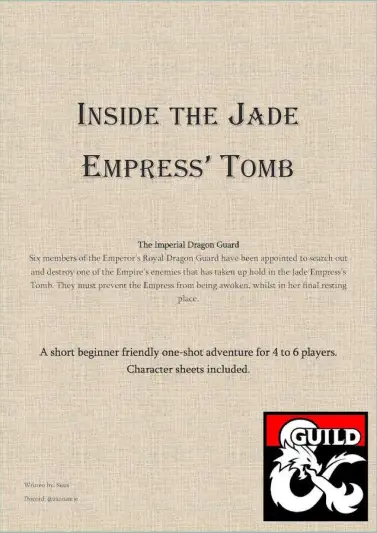 INSIDE THE JADE
EMPRESS' TOMB
The Imperial Dragon Guard
Six members of the Emperor's Royal Dragon Guard have been appointed to search out
and destroy one of the Empire's enemies that has taken up hold in the Jade Empress's
Tomb. They must prevent the Empress from being awoken, whilst in her final resting
place.
A short beginner friendly one-shot adventure for 4 to 6 players.
Character sheets included.
GUILD
Written by: